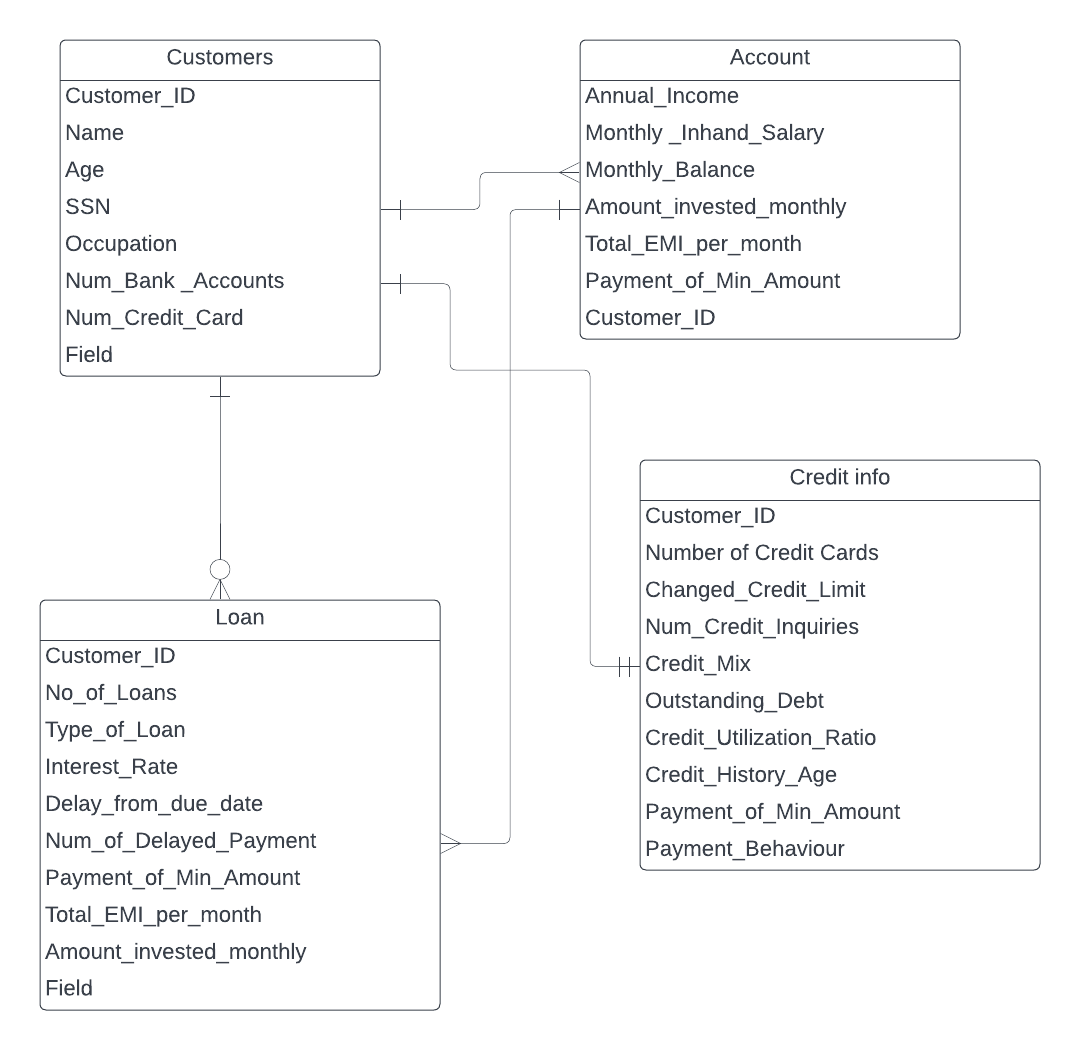 Customers
Customer_ID
Name
Age
SSN
Occupation
Num_Bank _Accounts
Num_Credit_Card
Field
Account
Annual_Income
Monthly _Inhand_Salary
Monthly_Balance
Amount_invested_monthly
Total_EMI_per_month
Payment_of_Min_Amount
Customer_ID
Credit info
Customer_ID
Number of Credit Cards
Changed_Credit_Limit
Num_Credit_Inquiries
Credit_Mix
Outstanding_Debt
Credit_Utilization_Ratio
Credit_History_Age
Payment_of_Min_Amount
Payment_Behaviour
Loan
Customer_ID
No_of_Loans
Type_of_Loan
Interest_Rate
Delay_from_due_date
Num_of_Delayed_Payment
Payment_of_Min_Amount
Total_EMI_per_month
Amount_invested_monthly
Field